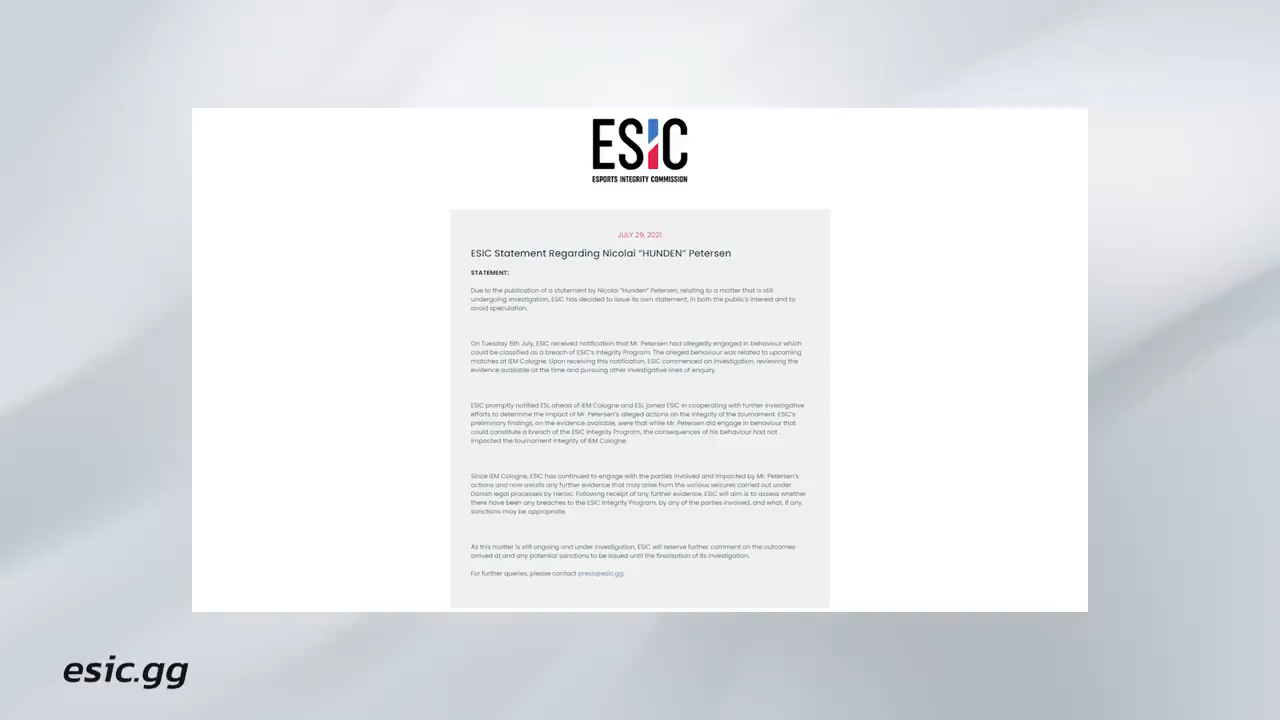 ESIC
ESPORTS INTEGRITY COMMISSION
JULY 29, 2021
ESIC Statement Regarding Nicolai “HUNDEN” Petersen
STATEMENT:
Due to the publication of a statement by Nicolai “Hunden” Petersen, relating to a matter that is still
undergoing investigation, ESIC has decided to issue its own statement, in both the public's interest and to
avoid speculation.
On Tuesday 6th July, ESIC received notification that Mr. Petersen had allegedly engaged in behaviour which
could be classified as a breach of ESIC's Integrity Program. The alleged behaviour was related to upcoming
matches at IEM Cologne. Upon receiving this notification, ESIC commenced an investigation, reviewing the
evidence available at the time and pursuing other investigative lines of enquiry.
ESIC promptly notified ESL ahead of IEM Cologne and ESL joined ESIC in cooperating with further investigative
efforts to determine the impact of Mr. Petersen's alleged actions on the integrity of the tournament. ESIC's
preliminary findings, on the evidence available, were that while Mr. Petersen did engage in behaviour that
could constitute a breach of the ESIC Integrity Program, the consequences of his behaviour had not
impacted the tournament integrity of IEM Cologne.
Since IEM Cologne, ESIC has continued to engage with the parties involved and impacted by Mr. Petersen's
actions and now awaits any further evidence that may arise from the various seizures carried out under
Danish legal processes by Heroic. Following receipt of any further evidence, ESIC will aim is to assess whether
there have been any breaches to the ESIC Integrity Program, by any of the parties involved, and what, if any,
sanctions may be appropriate.
As this matter is still ongoing and under investigation, ESIC will reserve further comment on the outcomes
arrived at and any potential sanctions to be issued until the finalisation of its investigation.
For further queries, please contact press@esic.gg.
esic.gg